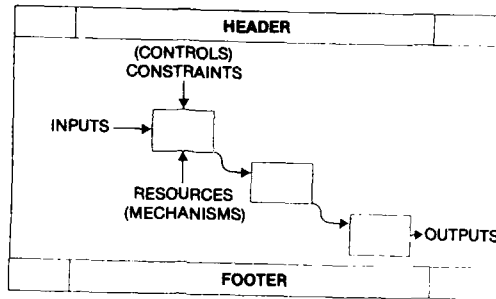 HEADER
(CONTROLS)
CONSTRAINTS
INPUTS
RESOURCES
(MECHANISMS)
OUTPUTS
FOOTER